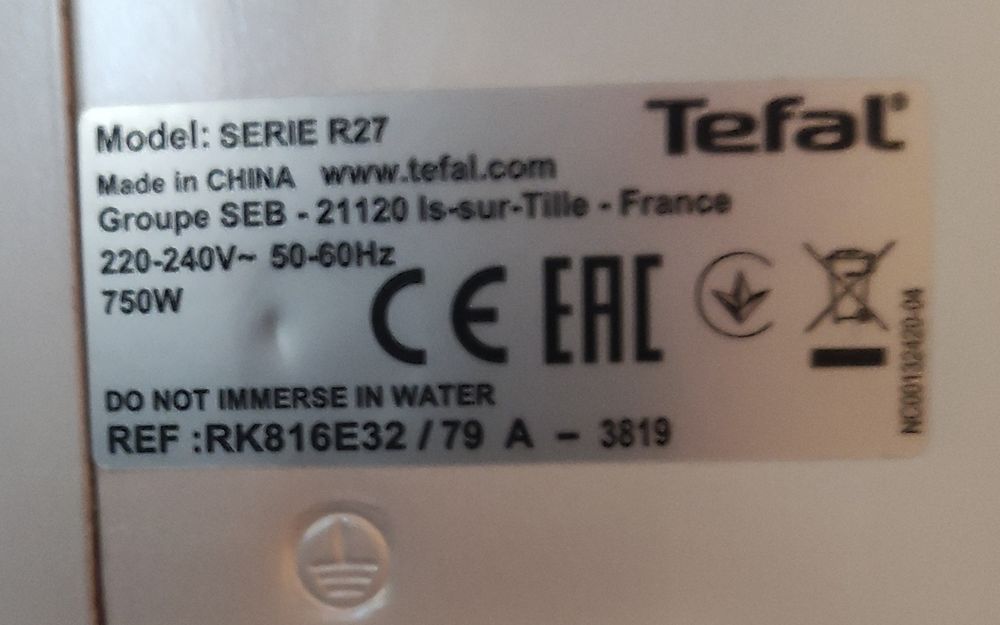 Tefal®
Model: SERIE R27
Made in CHINA www.tefal.com
Groupe SEB - 21120 Is-sur-Tille - France
220-240V~ 50-60Hz
750W
CE EAC
DO NOT IMMERSE IN WATER
REF :RK816E32 / 79 A – 3819
NC00132420-04